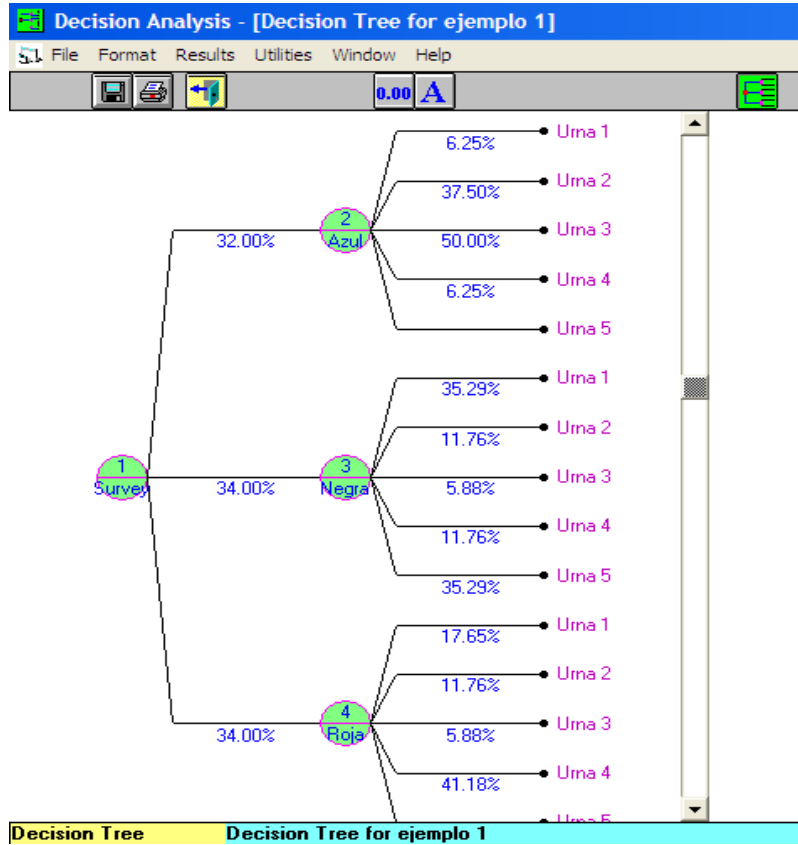 Decision Analysis - [Decision Tree for ejemplo 1]
File Format Results Utilities Window Help
0.00 A
Urna 1
6.25%
Urna 2
37.50%
2
32.00%
Azul
50.00%
Urna 3
Urna 4
6.25%
Urna 5
Urna 1
35.29%
Urna 2
11.76%
1
Survey
34.00%
3
Negra
5.88%
Urna 3
Urna 4
11.76%
Urna 5
35.29%
Urna 1
17.65%
Urna 2
11.76%
4
34.00%
Roja
5.88%
Urna 3
Urna 4
41.18%
Urna 5
Decision Tree Decision Tree for ejemplo 1